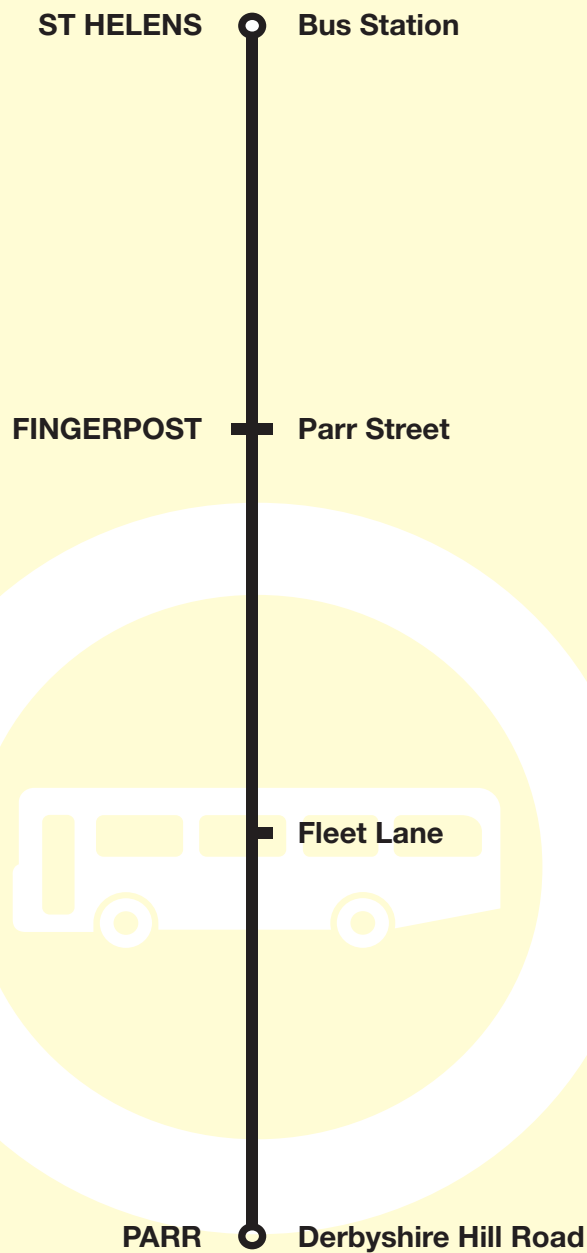 ST HELENS Bus Station
FINGERPOST Parr Street
Fleet Lane
PARR Derbyshire Hill Road